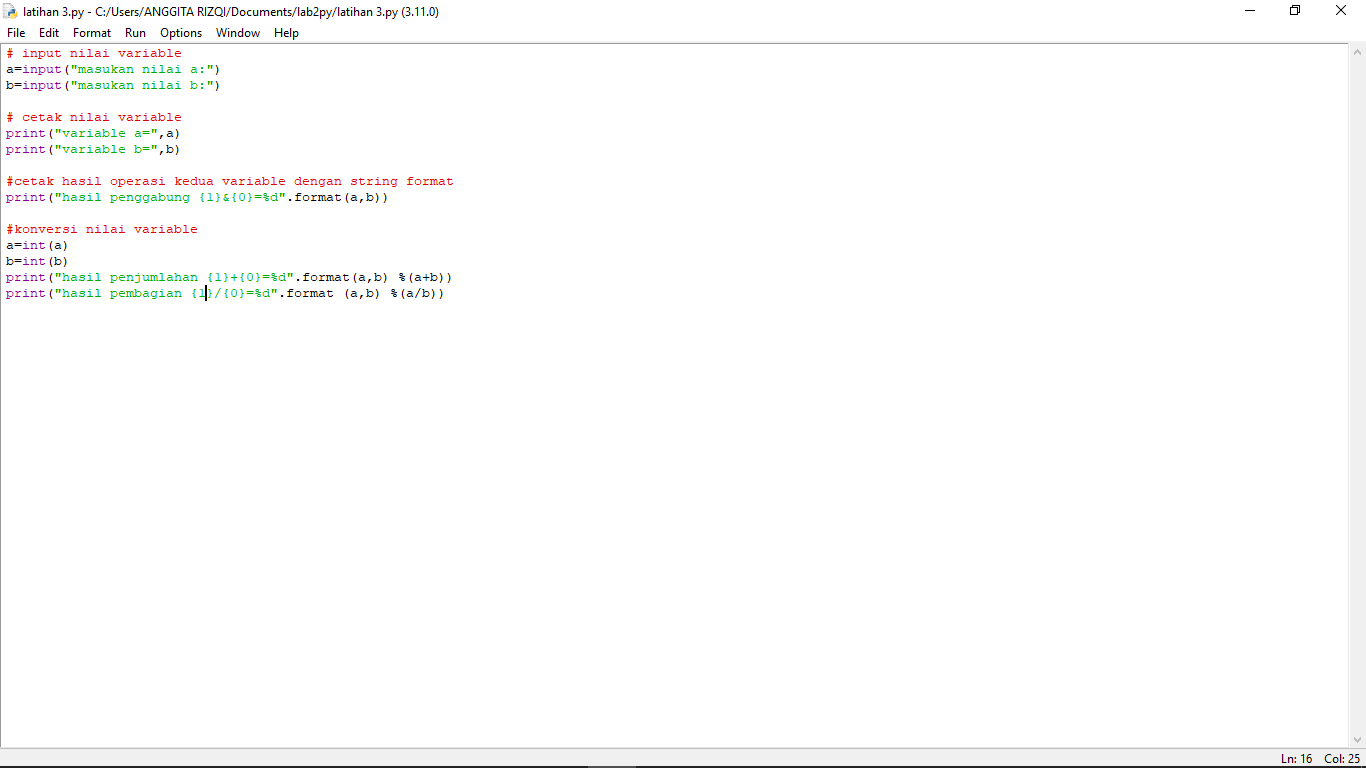 latihan 3.py - C:/Users/ANGGITA RIZQI/Documents/lab2py/latihan 3.py (3.11.0)
File Edit Format Run Options Window Help
# input nilai variable
a=input("masukan nilai a:")
b=input("masukan nilai b:")
# cetak nilai variable
print("variable a=",a)
print("variable b=",b)
#cetak hasil operasi kedua variable dengan string format
print("hasil penggabung {1}&{0}=%d".format(a,b))
#konversi nilai variable
a=int(a)
b=int(b)
print("hasil penjumlahan {1}+{0}=%d".format(a,b) %(a+b))
print("hasil pembagian {1}/{0}=%d".format (a,b) %(a/b))
Ln: 16 Col: 25